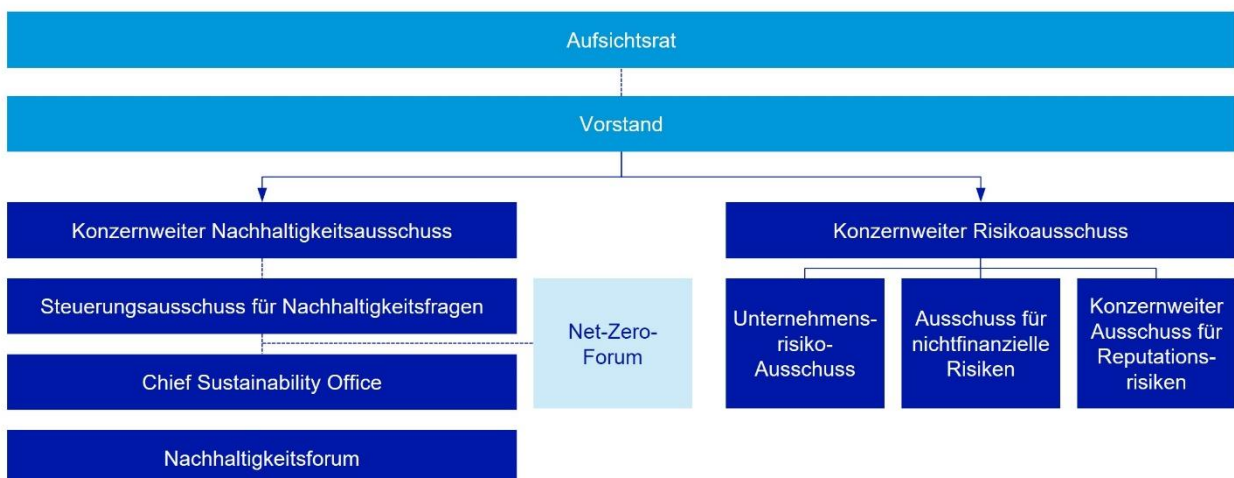 Aufsichtsrat
Vorstand
Konzernweiter Nachhaltigkeitsausschuss
Steuerungsausschuss für Nachhaltigkeitsfragen
Chief Sustainability Office
Nachhaltigkeitsforum
Net-Zero-
Forum
Konzernweiter Risikoausschuss
Unternehmens-
risiko-
Ausschuss
Ausschuss für
nichtfinanzielle
Risiken
Konzernweiter
Ausschuss für
Reputations-
risiken